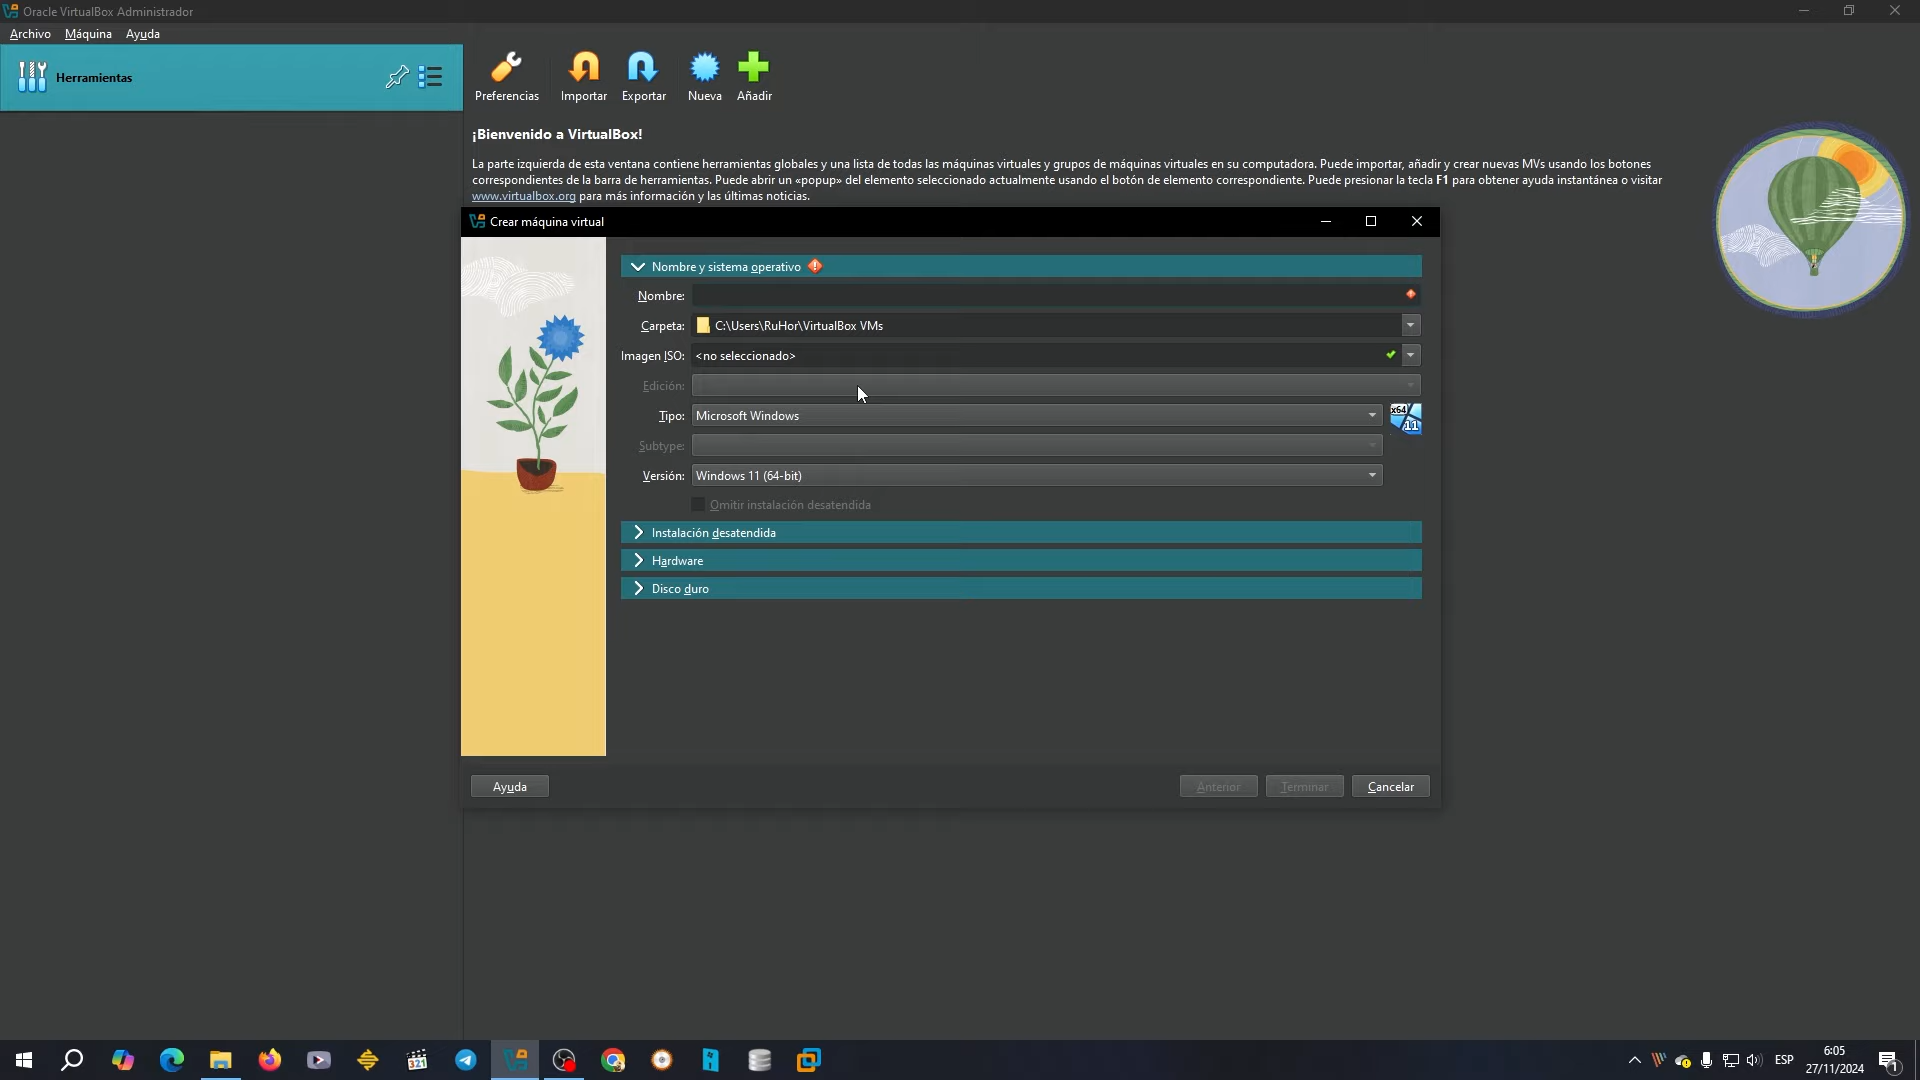 Oracle VirtualBox Administrador
Archivo Máquina Ayuda
Herramientas
Preferencias Importar Exportar Nueva Añadir
¡Bienvenido a VirtualBox!
La parte izquierda de esta ventana contiene herramientas globales y una lista de todas las máquinas virtuales y grupos de máquinas virtuales en su computadora. Puede importar, añadir y crear nuevas MVs usando los botones
correspondientes de la barra de herramientas. Puede abrir un «popup» del elemento seleccionado actualmente usando el botón de elemento correspondiente. Puede presionar la tecla F1 para obtener ayuda instantánea o visitar
www.virtualbox.org para más información y las últimas noticias.
Crear máquina virtual
Nombre y sistema operativo
Nombre:
Carpeta: C:\Users\RuHor\VirtualBox VMs
Imagen ISO: <no seleccionado>
Edición:
Tipo: Microsoft Windows
x64
11
Subtype:
Versión: Windows 11 (64-bit)
Omitir instalación desatendida
Instalación desatendida
Hardware
Disco duro
Ayuda Anterior Terminar Cancelar
321
ESP
6:05
27/11/2024
1